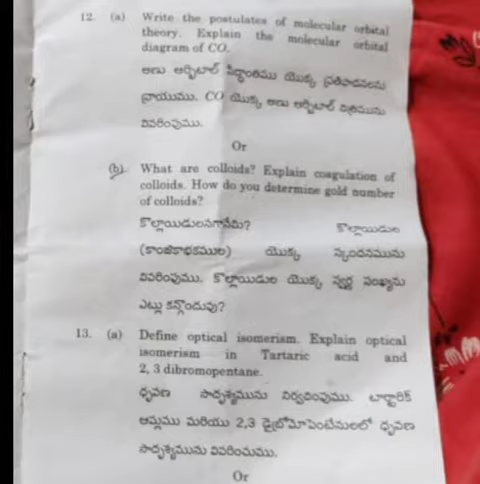 12. (a) Write the postulates of molecular orbital
theory. Explain the molecular orbital
diagram of CO.
అణు ఆర్బిటాల్ సిద్ధాంతము యొక్క ప్రతిపాదనలను
వ్రాయుము. CO యొక్క అణు ఆర్బిటాల్ చిత్రమును
వివరింపుము.
Or
(b) What are colloids? Explain coagulation of
colloids. How do you determine gold number
of colloids?
కొల్లాయిడులనగానేమి? కొల్లాయిడుల
(కాంజికాభకముల) యొక్క స్కందనమును
వివరింపుము. కొల్లాయిడుల యొక్క స్వర్ణ సంఖ్యను
ఎట్లు కన్గొందువు?
13. (a) Define optical isomerism. Explain optical
isomerism in Tartaric acid and
2, 3 dibromopentane.
ధృవణ సాదృశ్యమును నిర్వచింపుము. టార్టారిక్
ఆమ్లము మరియు 2,3 డైబ్రోమోపెంటేనులలో ధృవణ
సాదృశ్యమును వివరించుము.
Or